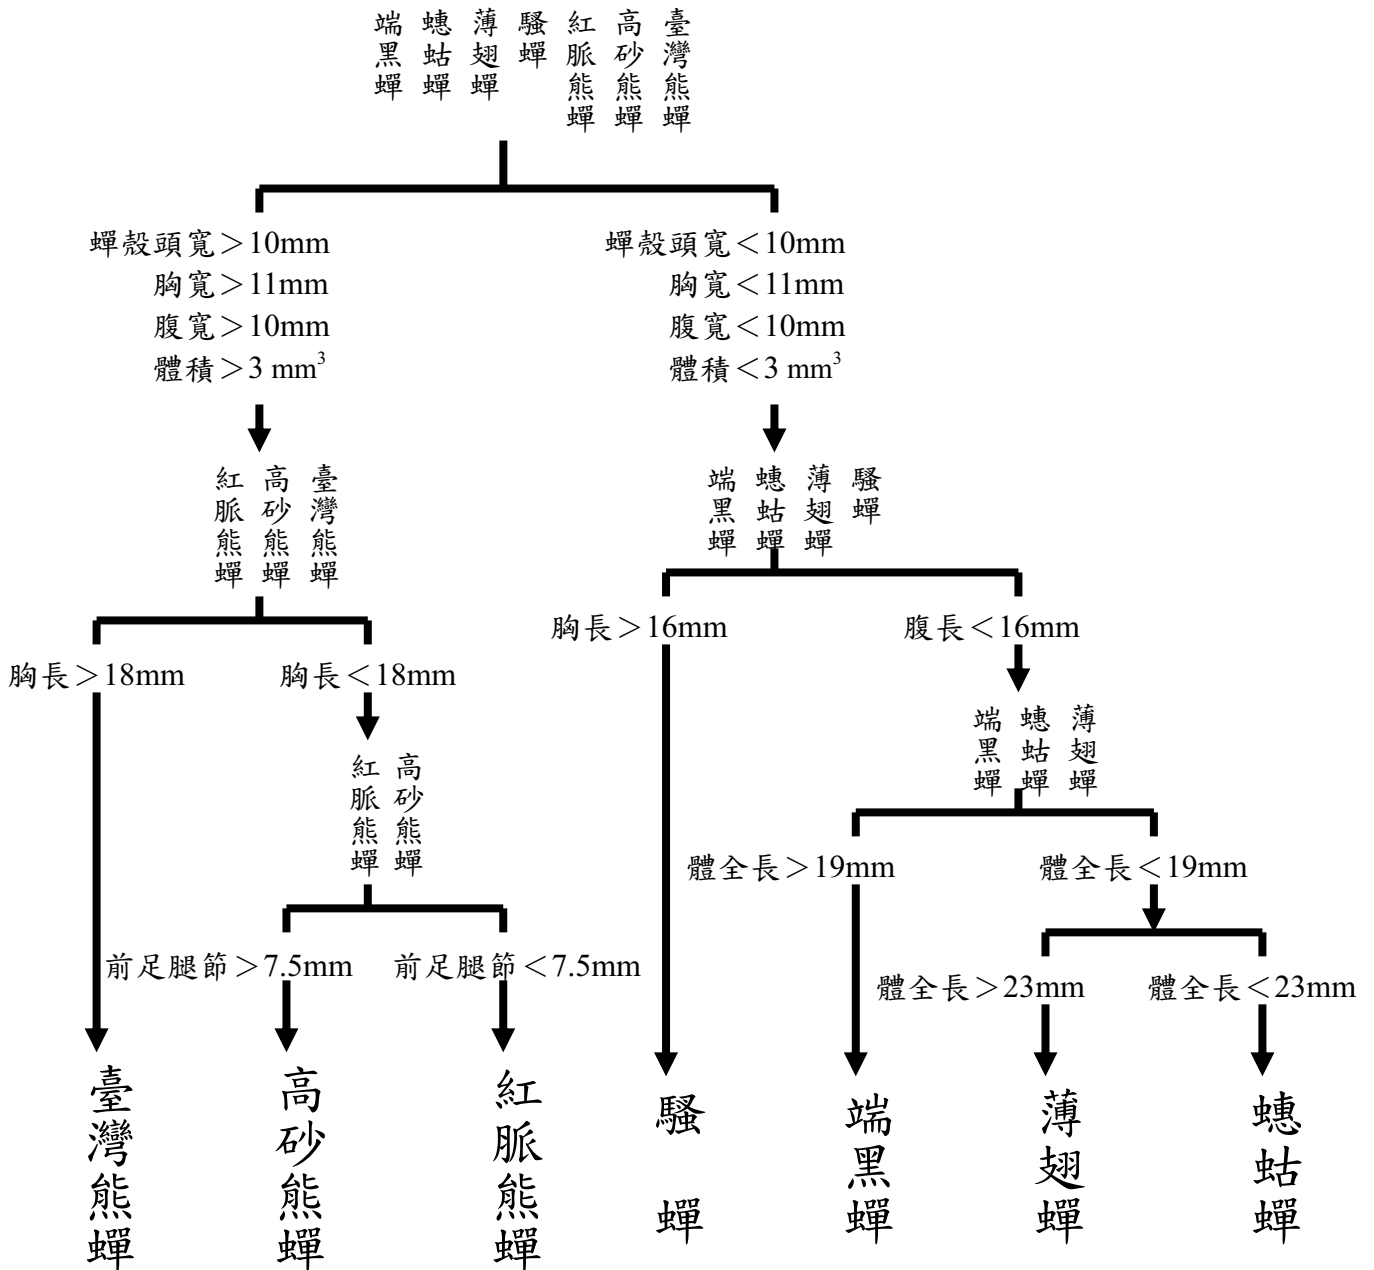 臺灣熊蟬
高砂熊蟬
紅脈熊蟬
騷蟬
薄翅蟬
蟪蛄蟬
端黑蟬
蟬殼頭寬＞10mm
胸寬＞11mm
腹寬＞10mm
體積＞3 mm³
蟬殼頭寬＜10mm
胸寬＜11mm
腹寬＜10mm
體積＜3 mm³
臺灣熊蟬
高砂熊蟬
紅脈熊蟬
騷蟬
薄翅蟬
蟪蛄蟬
端黑蟬
胸長＞16mm
腹長＜16mm
胸長＞18mm
胸長＜18mm
薄翅蟬
蟪蛄蟬
端黑蟬
高砂熊蟬
紅脈熊蟬
體全長＞19mm
體全長＜19mm
前足腿節＞7.5mm
前足腿節＜7.5mm
體全長＞23mm
體全長＜23mm
臺灣熊蟬
高砂熊蟬
紅脈熊蟬
騷蟬
端黑蟬
薄翅蟬
蟪蛄蟬